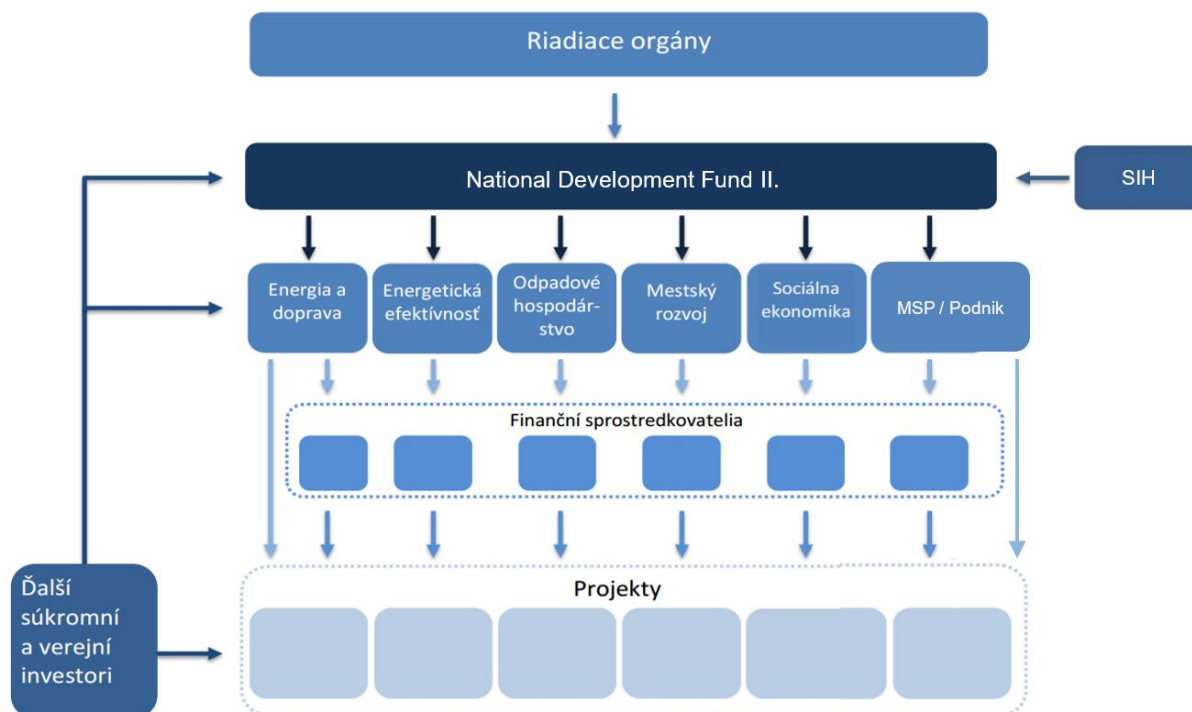 Riadiace orgány
National Development Fund II.
SIH
Energia a
doprava
Energetická
efektívnosť
Odpadové
hospodár-
stvo
Mestský
rozvoj
Sociálna
ekonomika
MSP / Podnik
Finanční sprostredkovatelia
Projekty
Ďalší
súkromní
a verejní
investori